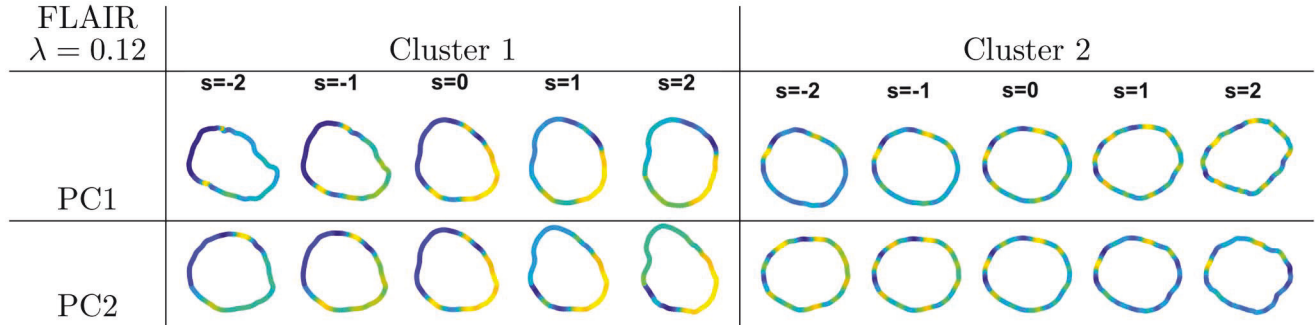 FLAIR
λ = 0.12 Cluster 1 Cluster 2
s=-2 s=-1 s=0 s=1 s=2 s=-2 s=-1 s=0 s=1 s=2
PC1
PC2